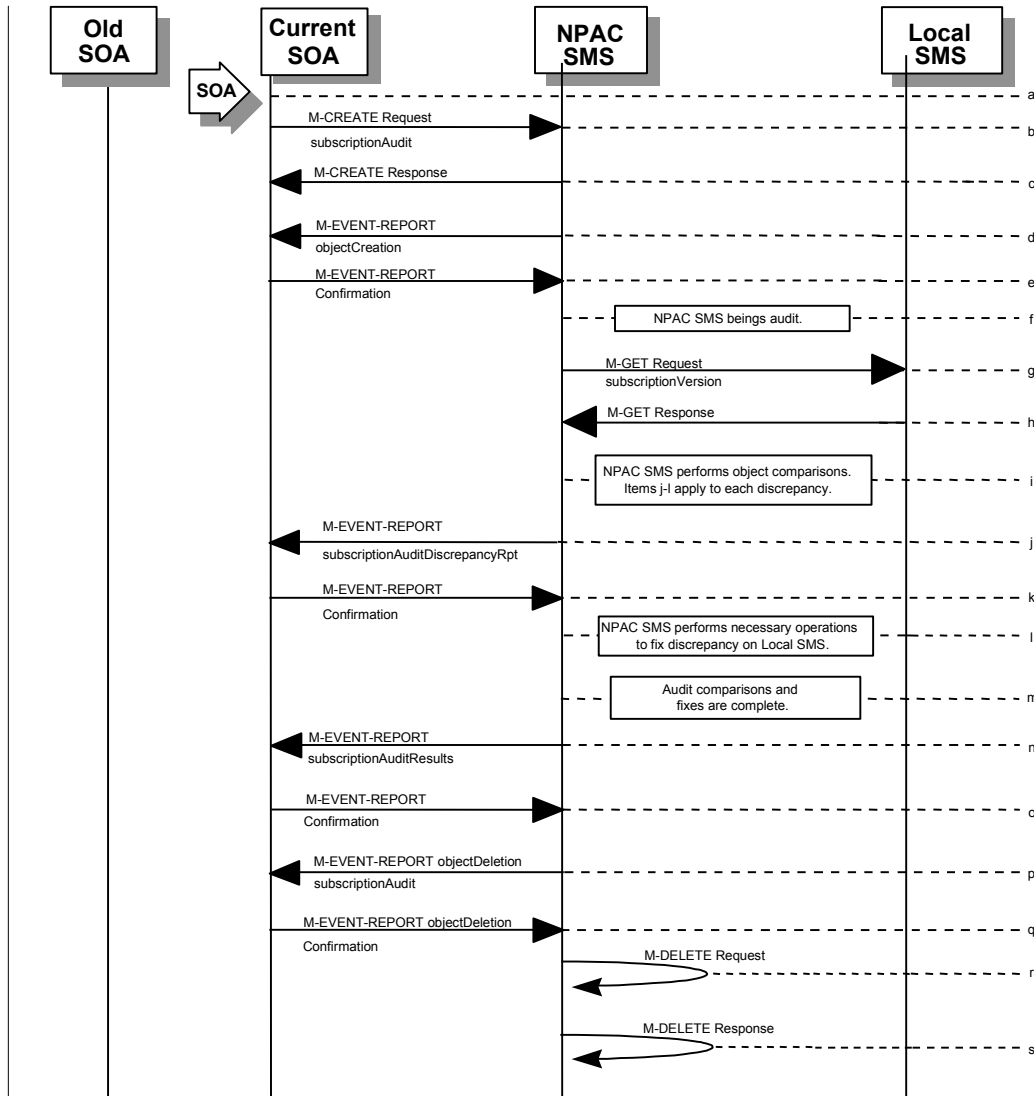 Old
SOA
Current
SOA
NPAC
SMS
Local
SMS
SOA
a
M-CREATE Request
subscriptionAudit
b
M-CREATE Response
c
M-EVENT-REPORT
objectCreation
d
M-EVENT-REPORT
Confirmation
e
NPAC SMS beings audit.
f
M-GET Request
subscriptionVersion
g
M-GET Response
h
NPAC SMS performs object comparisons.
Items j-l apply to each discrepancy.
i
M-EVENT-REPORT
subscriptionAuditDiscrepancyRpt
j
M-EVENT-REPORT
Confirmation
k
NPAC SMS performs necessary operations
to fix discrepancy on Local SMS.
l
Audit comparisons and
fixes are complete.
m
M-EVENT-REPORT
subscriptionAuditResults
n
M-EVENT-REPORT
Confirmation
o
M-EVENT-REPORT objectDeletion
subscriptionAudit
p
M-EVENT-REPORT objectDeletion
Confirmation
q
M-DELETE Request
r
M-DELETE Response
s